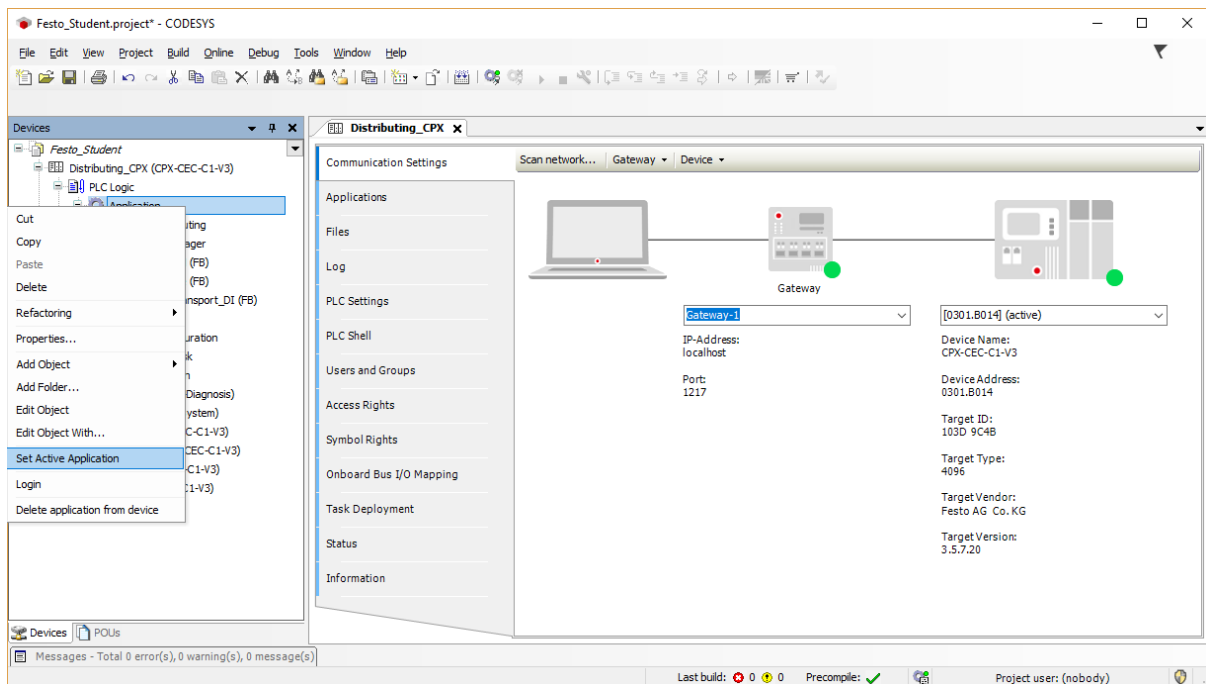 Festo_Student.project* - CODESYS
File Edit View Project Build Online Debug Tools Window Help
Devices
Festo_Student
Distributing_CPX (CPX-CEC-C1-V3)
PLC Logic
Application
Cut
Copy
Paste
Delete
Refactoring
Properties...
Add Object
Add Folder...
Edit Object
Edit Object With...
Set Active Application
Login
Delete application from device
uting
ager
(FB)
(FB)
ansport_DI (FB)
uration
sk
n
Diagnosis)
ystem)
C-C1-V3)
CEC-C1-V3)
-C1-V3)
C1-V3)
Devices POUs
Distributing_CPX
Communication Settings
Applications
Files
Log
PLC Settings
PLC Shell
Users and Groups
Access Rights
Symbol Rights
Onboard Bus I/O Mapping
Task Deployment
Status
Information
Scan network... Gateway Device
Gateway
Gateway-1
IP-Address:
localhost
Port:
1217
[0301.B014] (active)
Device Name:
CPX-CEC-C1-V3
Device Address:
0301.B014
Target ID:
103D 9C4B
Target Type:
4096
Target Vendor:
Festo AG Co. KG
Target Version:
3.5.7.20
Messages - Total 0 error(s), 0 warning(s), 0 message(s)
Last build: 0 0 Precompile: Project user: (nobody)